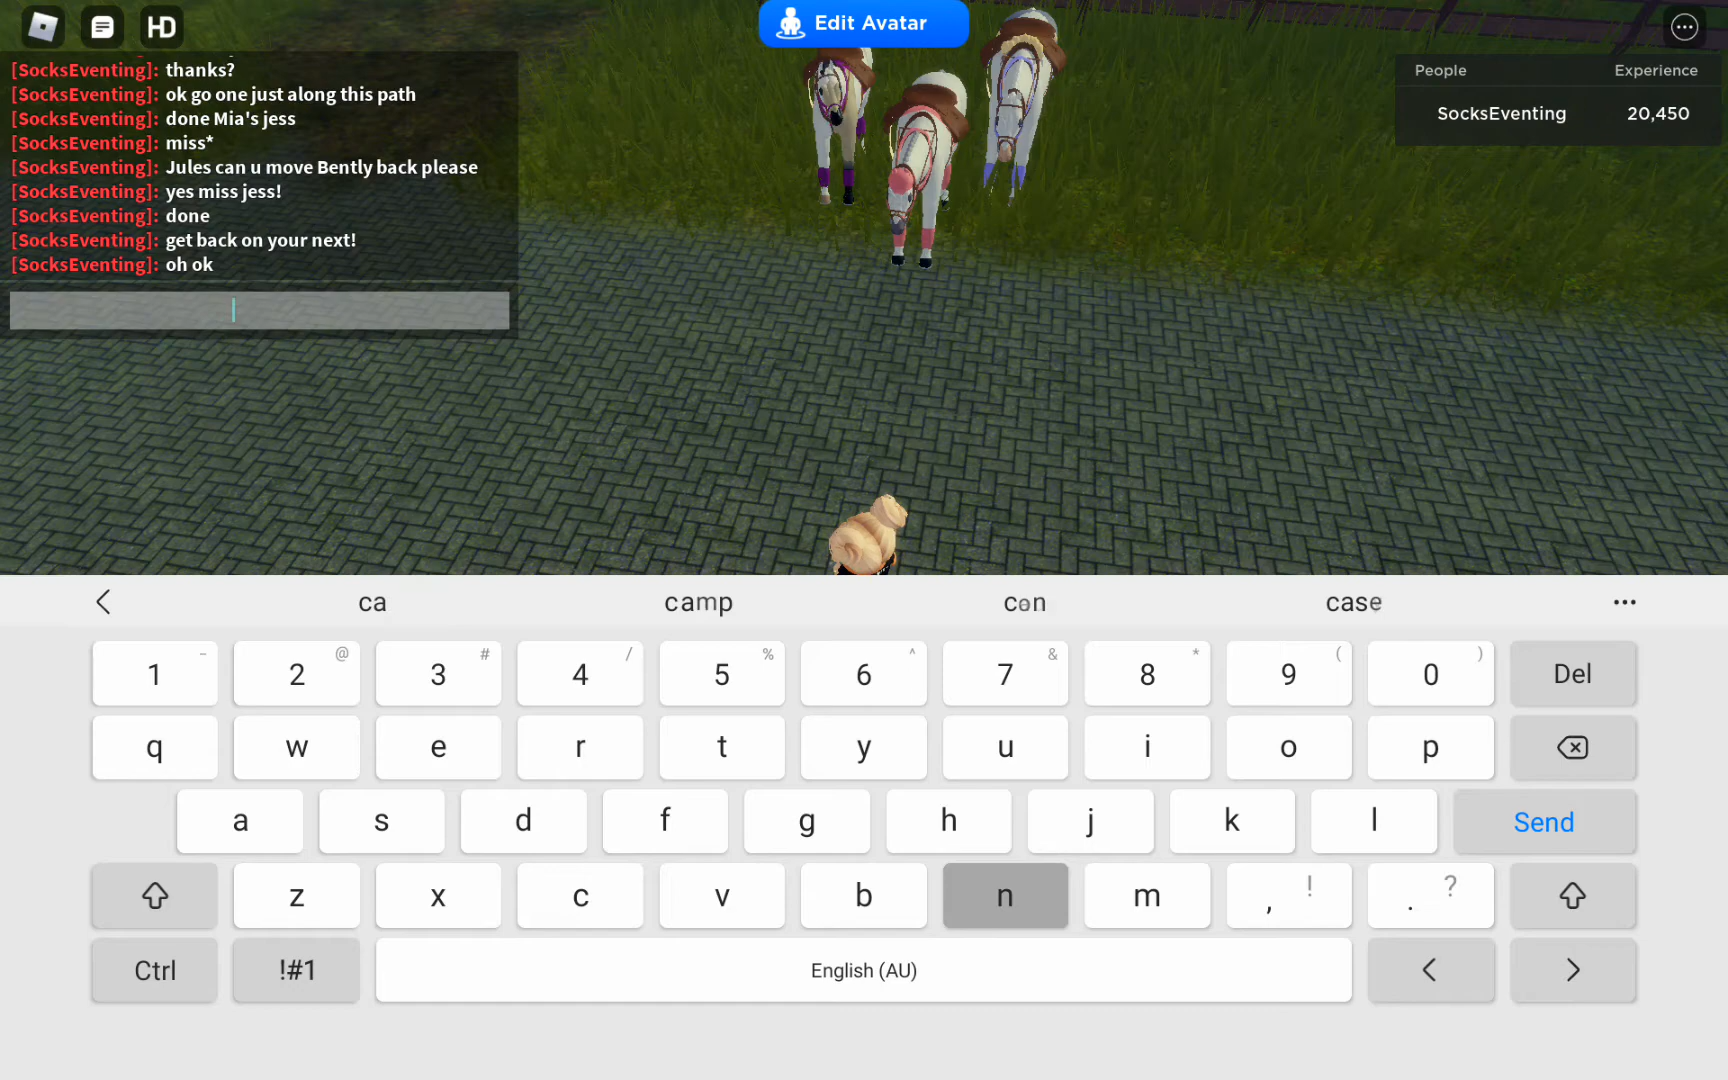 HD
Edit Avatar
[SocksEventing]: thanks?
[SocksEventing]: ok go one just along this path
[SocksEventing]: done Mia's jess
[SocksEventing]: miss*
[SocksEventing]: Jules can u move Bently back please
[SocksEventing]: yes miss jess!
[SocksEventing]: done
[SocksEventing]: get back on your next!
[SocksEventing]: oh ok
People Experience
SocksEventing 20,450
ca camp case
1 - 2 @ 3 # 4 / 5 % 6 ^ 7 & 8 * 9 ( 0 ) Del
q w e r t y u i o p
a s d f g h j k l Send
z x c v b n m , ! . ?
Ctrl !#1 English (AU) < >